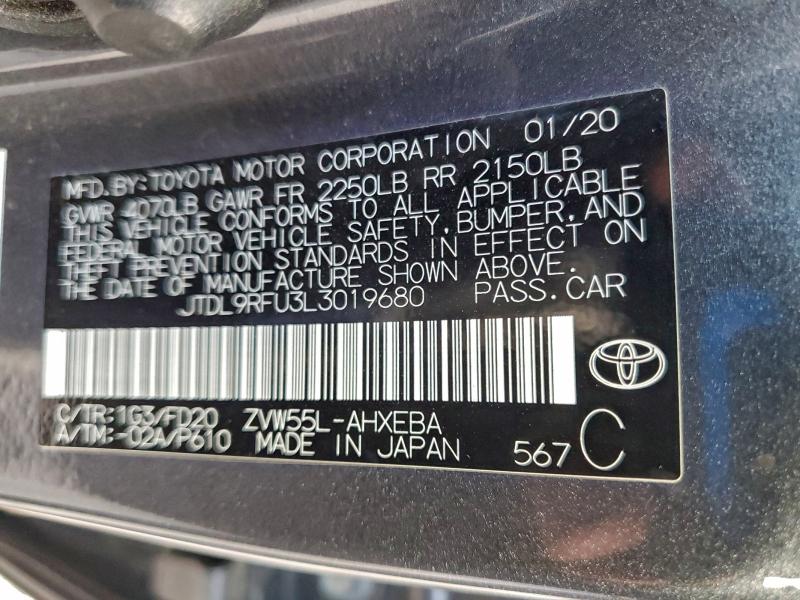 MFD. BY: TOYOTA MOTOR CORPORATION 01/20
GVWR 4070LB GAWR FR 2250LB RR 2150LB
THIS VEHICLE CONFORMS TO ALL APPLICABLE
FEDERAL MOTOR VEHICLE SAFETY, BUMPER, AND
THEFT PREVENTION STANDARDS IN EFFECT ON
THE DATE OF MANUFACTURE SHOWN ABOVE.
JTDL9RFU3L3019680 PASS. CAR
C/TR: 1G3/FD20 ZVW55L-AHXEBA
A/TM: -02A/P610 MADE IN JAPAN 567 C